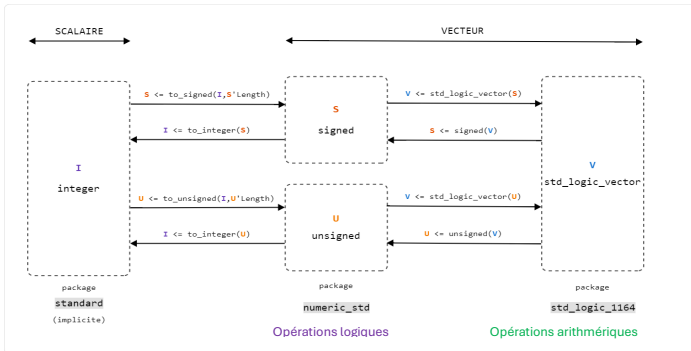 SCALAIRE
VECTEUR
S <= to_signed(I,S'Length)
V <= std_logic_vector(S)
S
signed
I <= to_integer(S)
S <= signed(V)
I
integer
V
std_logic_vector
U <= to_unsigned(I,U'Length)
V <= std_logic_vector(U)
U
unsigned
I <= to_integer(U)
U <= unsigned(V)
package
standard
(implicite)
package
numeric_std
package
std_logic_1164
Opérations logiques
Opérations arithmériques